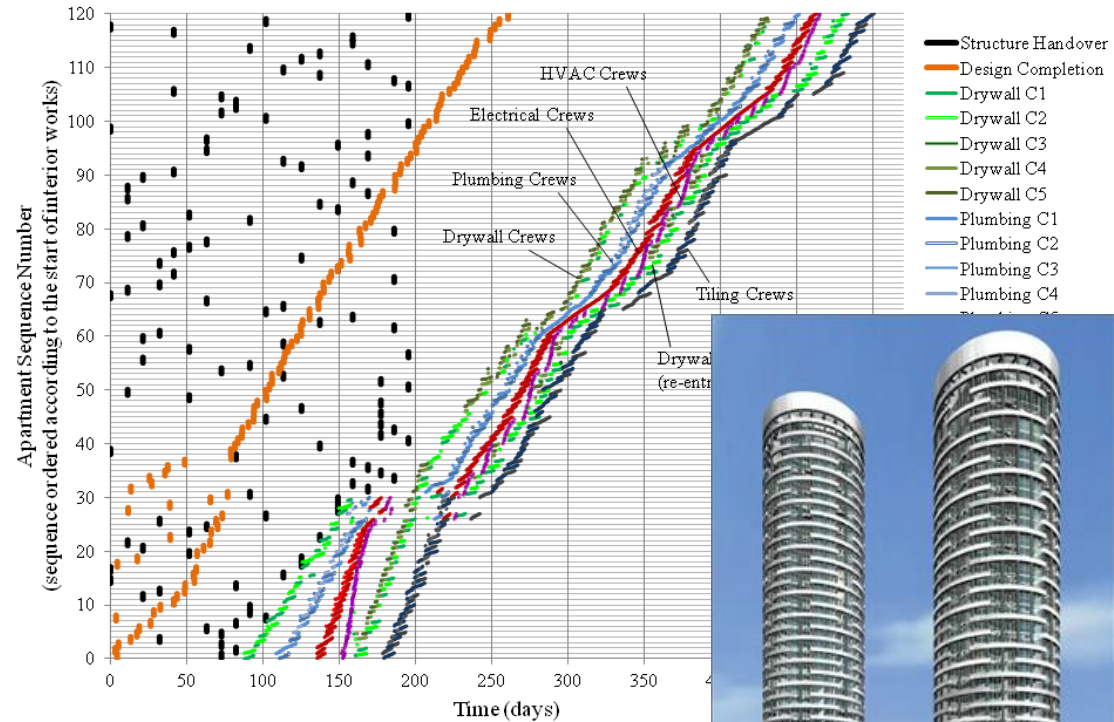 120
110
100
90
80
70
60
50
40
30
20
10
0
Apartment Sequence Number
(sequence ordered according to the start of interior works)
0
50
100
150
200
250
300
350
Time (days)
HVAC Crews
Electrical Crews
Plumbing Crews
Drywall Crews
Tiling Crews
Drywall
(re-entr
Structure Handover
Design Completion
Drywall C1
Drywall C2
Drywall C3
Drywall C4
Drywall C5
Plumbing C1
Plumbing C2
Plumbing C3
Plumbing C4